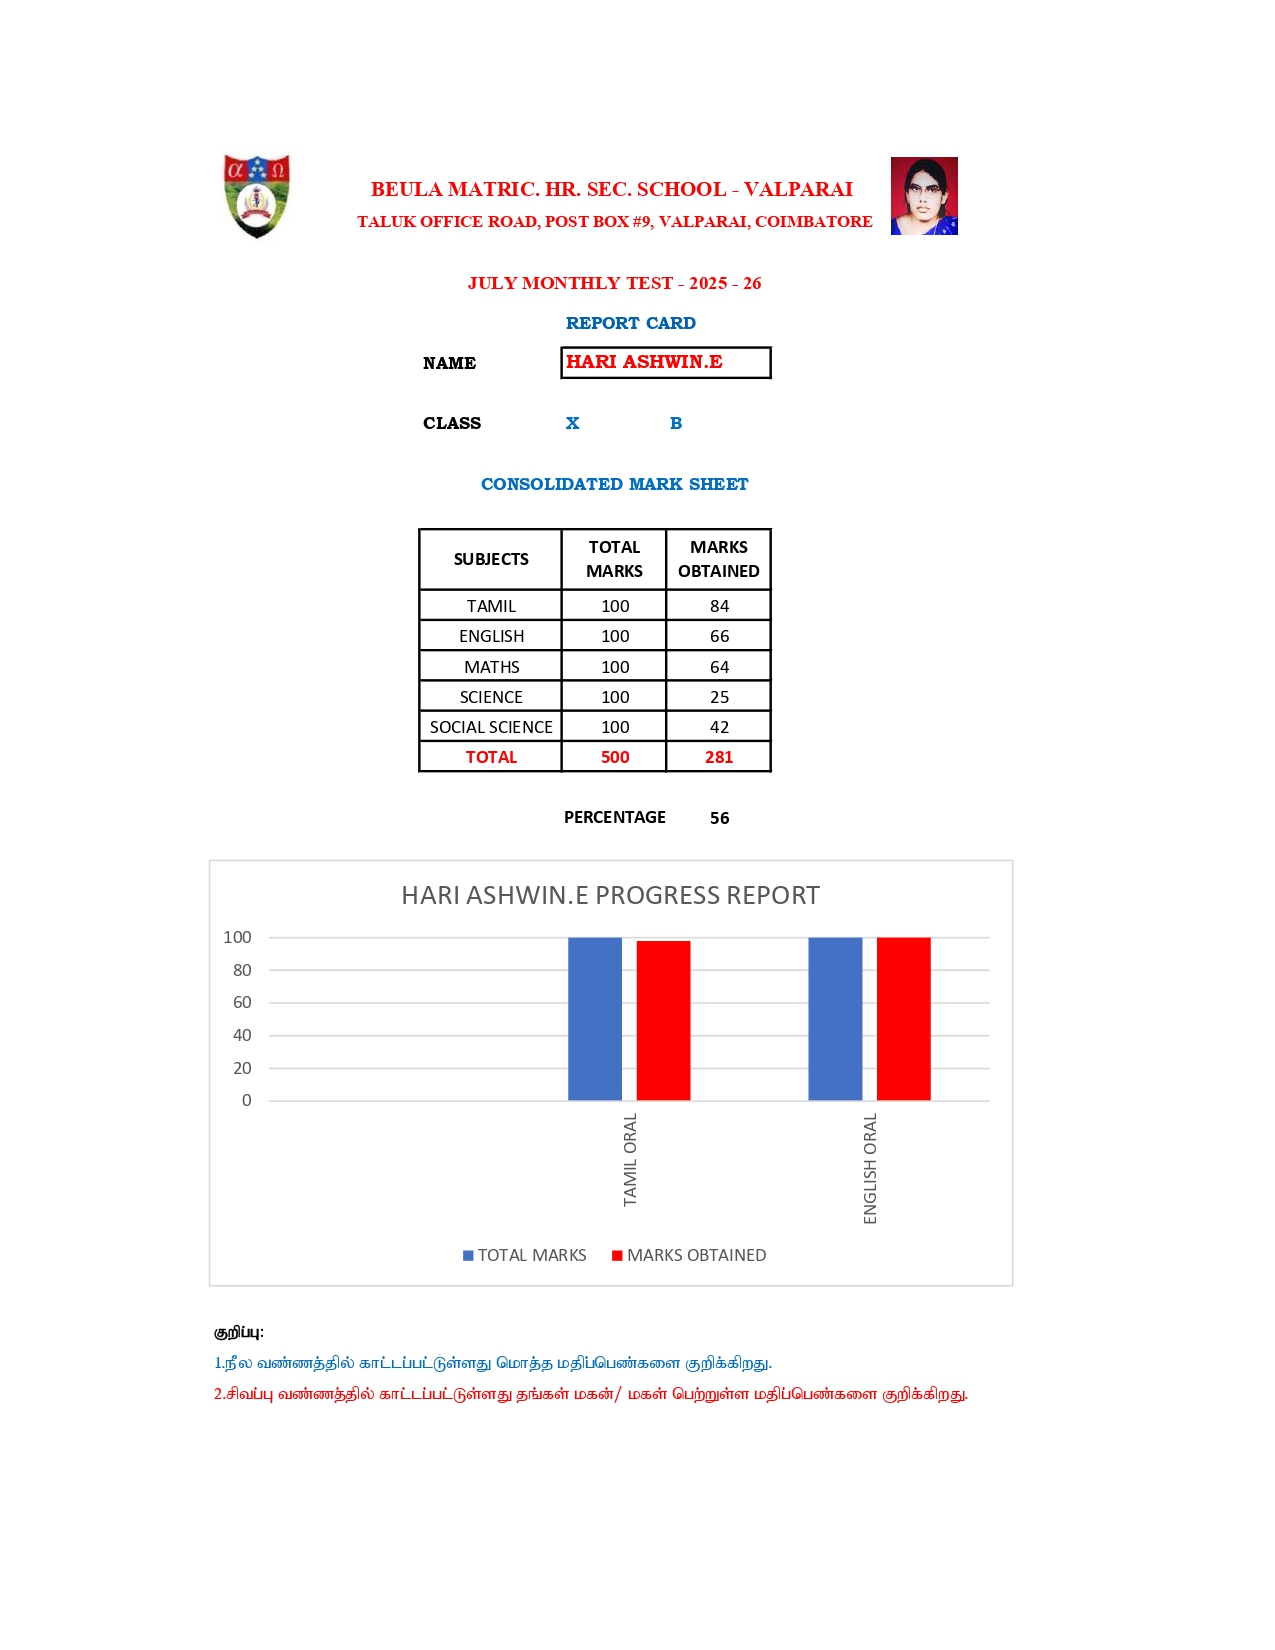 α Ω
BEULA MATRIC. HR. SEC. SCHOOL - VALPARAI
TALUK OFFICE ROAD, POST BOX #9, VALPARAI, COIMBATORE
JULY MONTHLY TEST - 2025 - 26
REPORT CARD
NAME HARI ASHWIN.E
CLASS X B
CONSOLIDATED MARK SHEET
SUBJECTS TOTAL MARKS MARKS OBTAINED
TAMIL 100 84
ENGLISH 100 66
MATHS 100 64
SCIENCE 100 25
SOCIAL SCIENCE 100 42
TOTAL 500 281
PERCENTAGE 56
HARI ASHWIN.E PROGRESS REPORT
100
80
60
40
20
0
TAMIL ORAL
ENGLISH ORAL
TOTAL MARKS MARKS OBTAINED
குறிப்பு:
1.நீல வண்ணத்தில் காட்டப்பட்டுள்ளது மொத்த மதிப்பெண்களை குறிக்கிறது.
2.சிவப்பு வண்ணத்தில் காட்டப்பட்டுள்ளது தங்கள் மகன்/ மகள் பெற்றுள்ள மதிப்பெண்களை குறிக்கிறது.